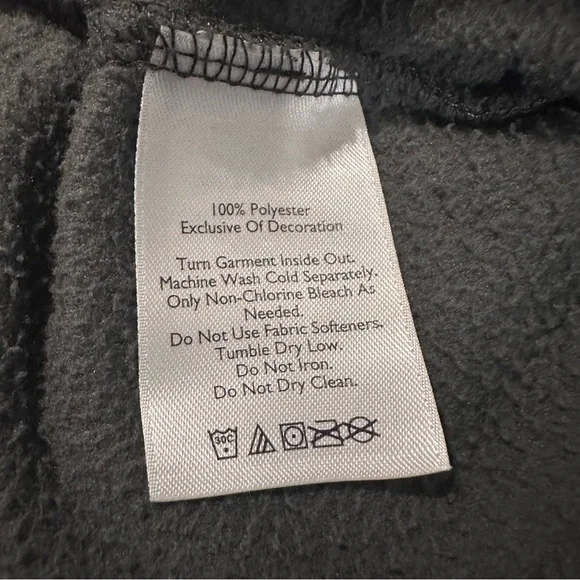 100% Polyester
Exclusive Of Decoration
Turn Garment Inside Out.
Machine Wash Cold Separately.
Only Non-Chlorine Bleach As
Needed.
Do Not Use Fabric Softeners.
Tumble Dry Low.
Do Not Iron.
Do Not Dry Clean.
30C